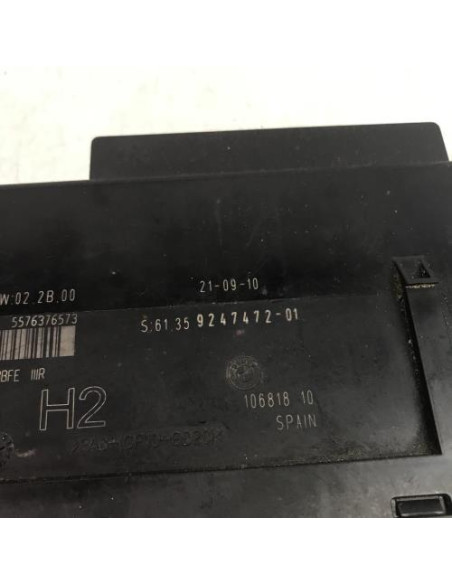 W:02.2B.00
21-09-10
5576376573
S:61.35 9247472-01
BFE IIIR
H2
106818 10
SPAIN